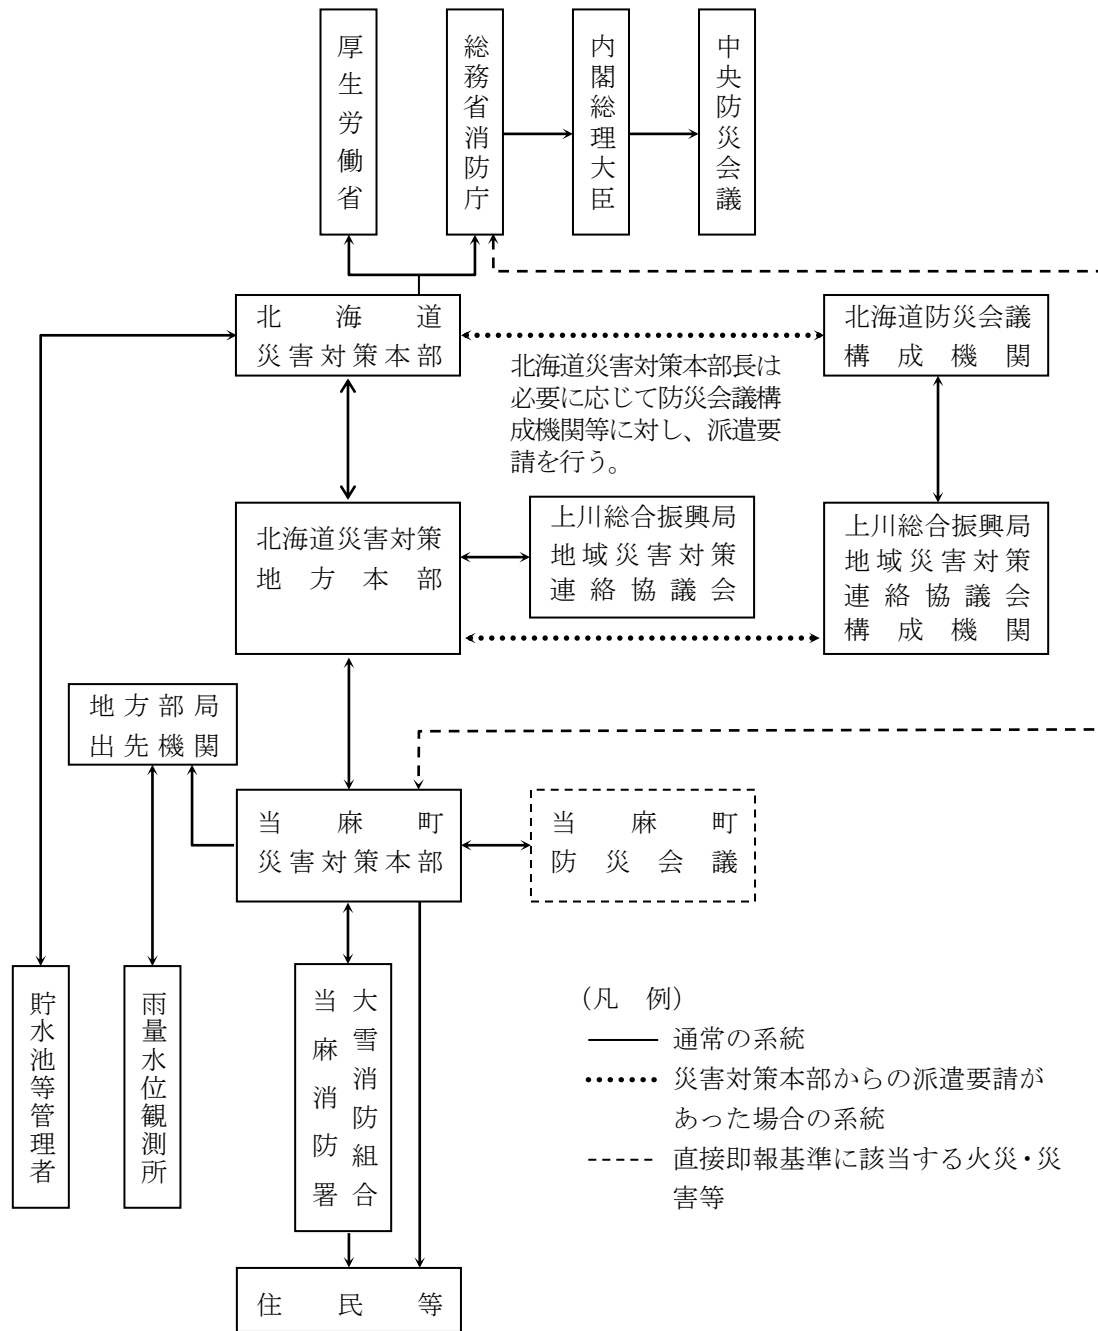 厚生労働省
総務省消防庁
内閣総理大臣
中央防災会議
北海道
災害対策本部
北海道防災会議
構成機関
北海道災害対策本部長は
必要に応じて防災会議構
成機関等に対し、派遣要
請を行う。
北海道災害対策
地方本部
上川総合振興局
地域災害対策
連絡協議会
上川総合振興局
地域災害対策
連絡協議会
構成機関
地方部局
出先機関
当麻町
災害対策本部
当麻町
防災会議
貯水池等管理者
雨量水位観測所
大雪消防組合
当麻消防署
住民等
（凡　例）
通常の系統
災害対策本部からの派遣要請が
あった場合の系統
直接即報基準に該当する火災・災
害等